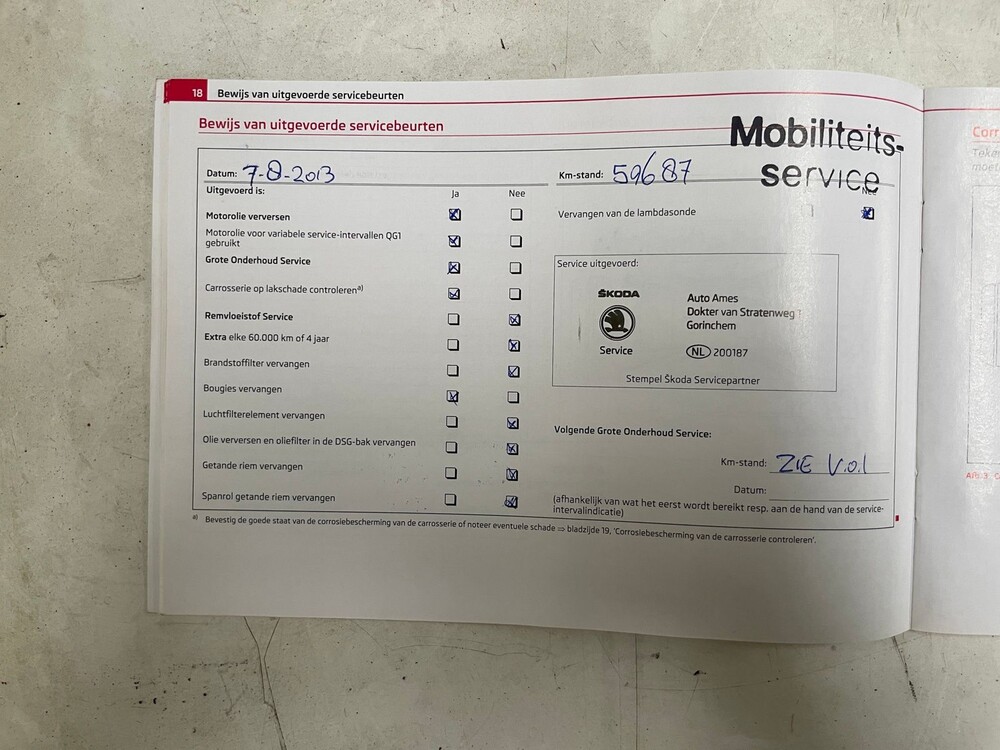 18 Bewijs van uitgevoerde servicebeurten
Bewijs van uitgevoerde servicebeurten
Mobiliteits-
service
Datum: 7-8-2013
Km-stand: 59687
Uitgevoerd is:
Ja Nee
Nee
Motorolie verversen
Motorolie voor variabele service-intervallen QG1
gebruikt
Grote Onderhoud Service
Carrosserie op lakschade controleren a)
Remvloeistof Service
Extra elke 60.000 km of 4 jaar
Brandstoffilter vervangen
Bougies vervangen
Luchtfilterelement vervangen
Olie verversen en oliefilter in de DSG-bak vervangen
Getande riem vervangen
Spanrol getande riem vervangen
Vervangen van de lambdasonde
Service uitgevoerd:
ŠKODA
Service
Auto Ames
Dokter van Stratenweg 1
Gorinchem
NL 200187
Stempel Škoda Servicepartner
Volgende Grote Onderhoud Service:
Km-stand: ZIE V.O.L
Datum:
(afhankelijk van wat het eerst wordt bereikt resp. aan de hand van de service-
intervalindicatie)
a) Bevestig de goede staat van de corrosiebescherming van de carrosserie of noteer eventuele schade ⇒ bladzijde 19, 'Corrosiebescherming van de carrosserie controleren'.
Corr